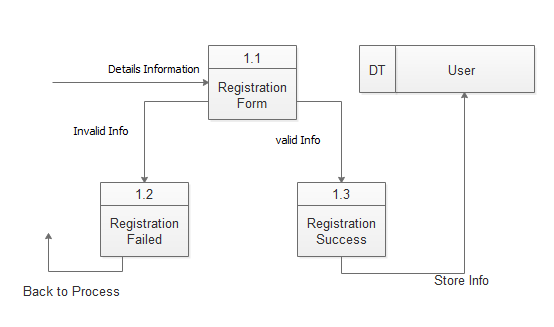 1.1
DT
User
Details Information
Registration
Form
Invalid Info
valid Info
1.2
1.3
Registration
Failed
Registration
Success
Store Info
Back to Process